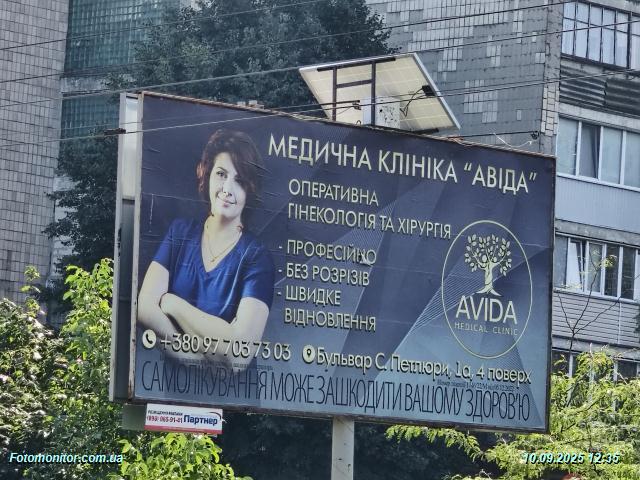 МЕДИЧНА КЛІНІКА "АВІДА"
ОПЕРАТИВНА
ГІНЕКОЛОГІЯ ТА ХІРУРГІЯ
- ПРОФЕСІЙНО
- БЕЗ РОЗРІЗІВ
- ШВИДКЕ
ВІДНОВЛЕННЯ
AVIDA
MEDICAL CLINIC
+380 97 703 73 03
Бульвар С. Петлюри, 1а, 4 поверх
САМОЛІКУВАННЯ МОЖЕ ЗАШКОДИТИ ВАШОМУ ЗДОРОВ'Ю
Партнер
Fotomonitor.com.ua
10.09.2025 12:35